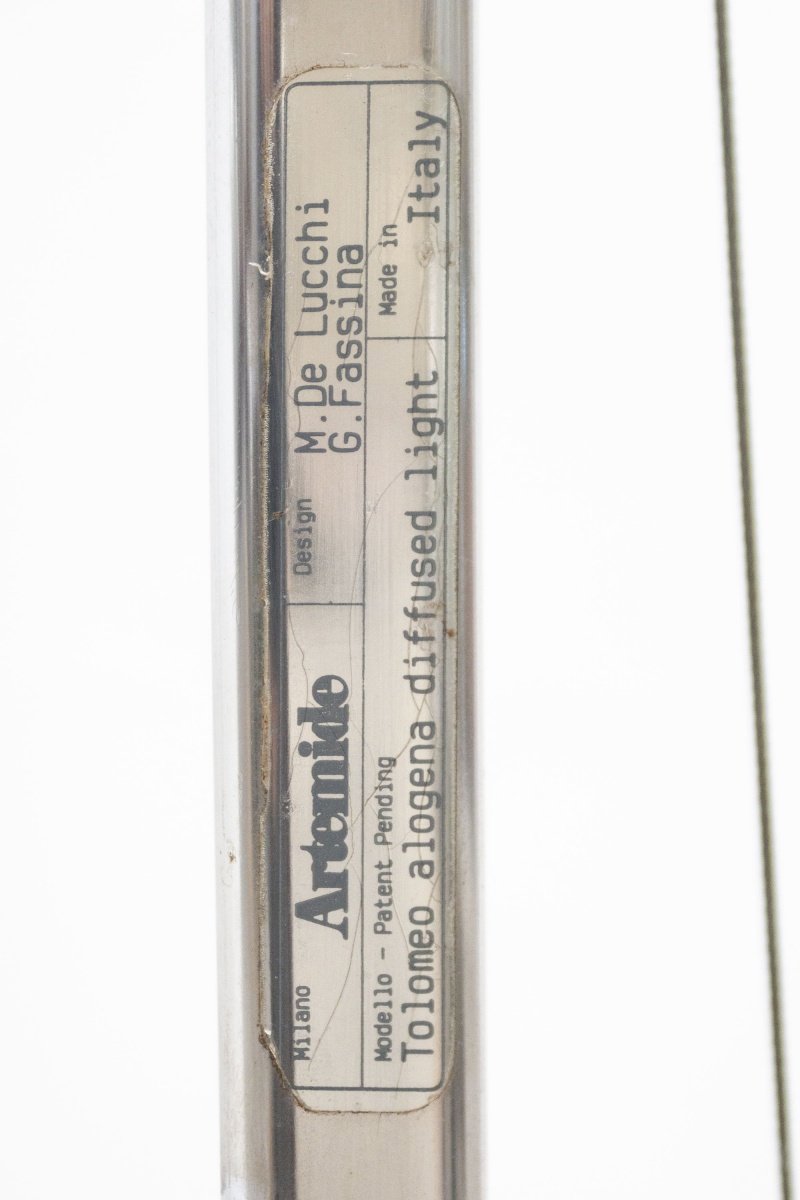 Milano
Artemide
Design
M.De Lucchi
G.Fassina
Modello - Patent Pending
Tolomeo alogena diffused light
Made in
Italy